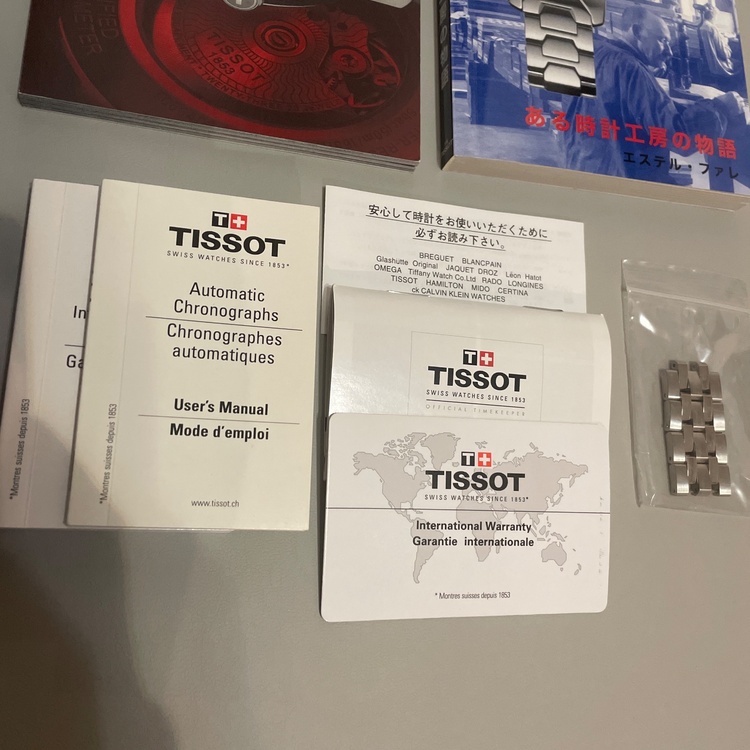 TISSOT
1853
ある時計工房の物語
エステル・ファレ
T+
TISSOT
SWISS WATCHES SINCE 1853*
Automatic
Chronographs
Chronographes
automatiques
User's Manual
Mode d'emploi
*Montres suisses depuis 1853
www.tissot.ch
In
Ga
*Montres suisses depuis 1853
安心して時計をお使いいただくために
必ずお読み下さい。
BREGUET BLANCPAIN
Glashütte Original JAQUET DROZ Léon Hatot
OMEGA Tiffany Watch Co.Ltd RADO LONGINES
TISSOT HAMILTON MIDO CERTINA
ck CALVIN KLEIN WATCHES
T+
TISSOT
SWISS WATCHES SINCE 1853
OFFICIAL TIMEKEEPER
T+
TISSOT
SWISS WATCHES SINCE 1853*
International Warranty
Garantie internationale
* Montres suisses depuis 1853